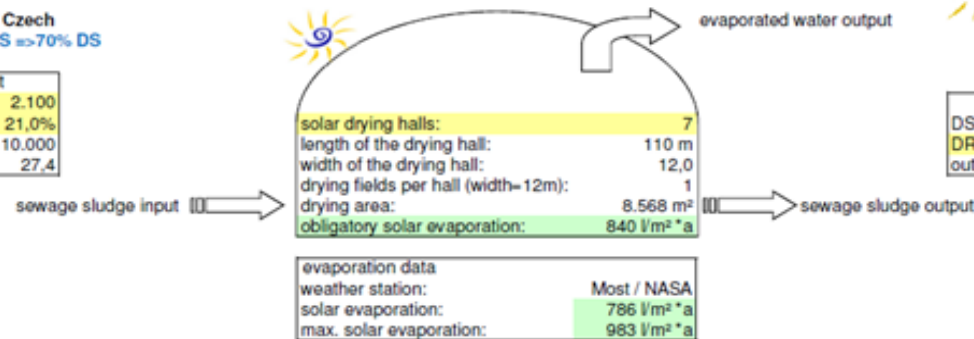 Czech
S =>70% DS
t
2.100
21,0%
10.000
27,4
sewage sludge input
evaporated water output
solar drying halls: 7
length of the drying hall: 110 m
width of the drying hall: 12,0
drying fields per hall (width=12m): 1
drying area: 8.568 m²
obligatory solar evaporation: 840 l/m²*a
evaporation data
weather station: Most / NASA
solar evaporation: 786 l/m²*a
max. solar evaporation: 983 l/m²*a
DS
DR
out
sewage sludge output